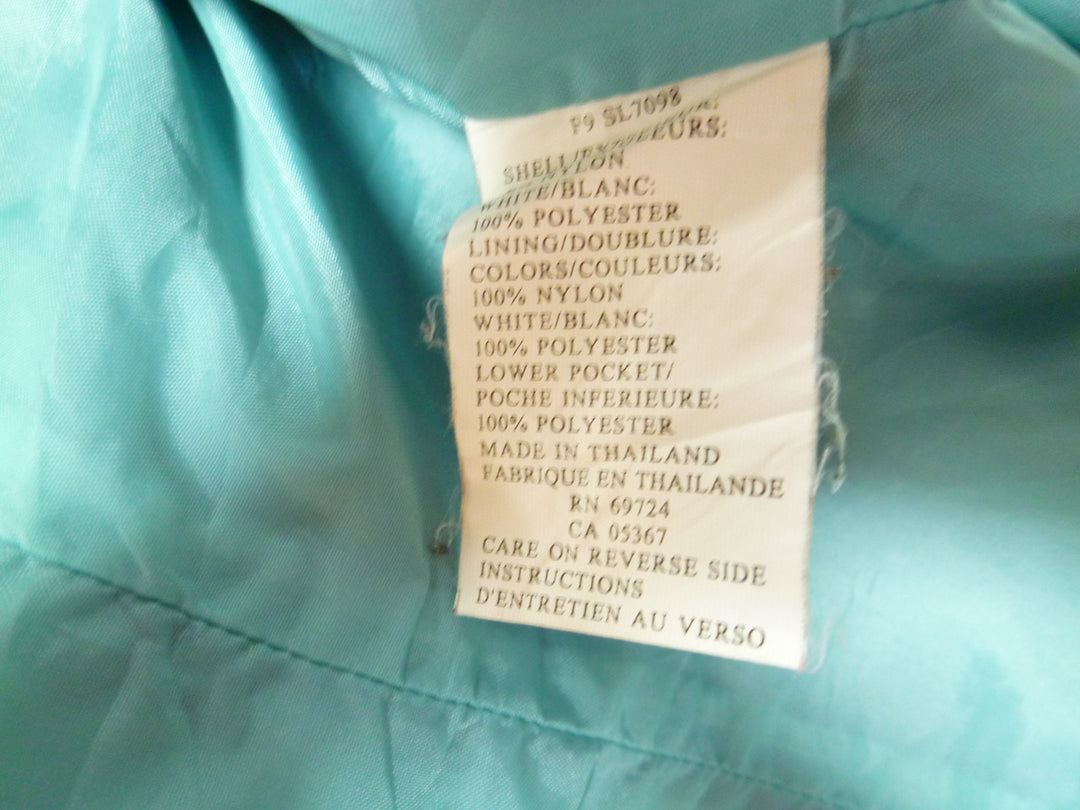 F9 SL7098
SHELL/
NYLON
WHITE/BLANC:
100% POLYESTER
LINING/DOUBLURE:
COLORS/COULEURS:
100% NYLON
WHITE/BLANC:
100% POLYESTER
LOWER POCKET/
POCHE INFERIEURE:
100% POLYESTER
MADE IN THAILAND
FABRIQUE EN THAILANDE
RN 69724
CA 05367
CARE ON REVERSE SIDE
INSTRUCTIONS
D'ENTRETIEN AU VERSO